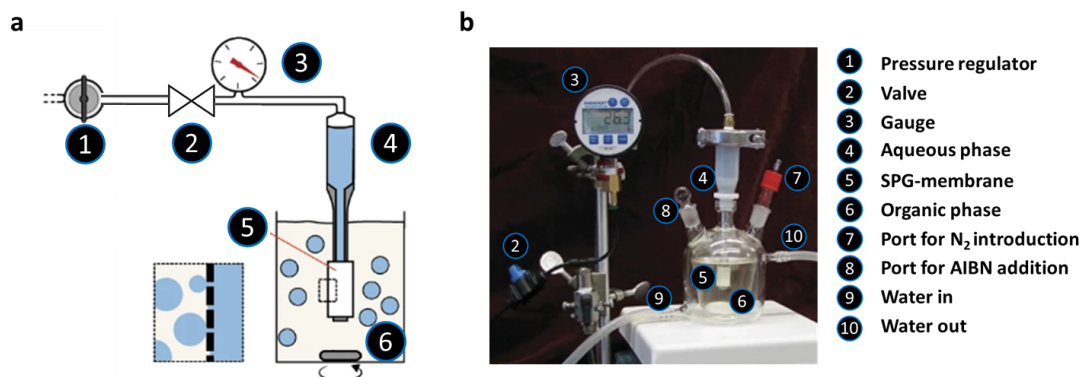 a
1
2
3
4
5
6
b
3
263
4
7
8
10
2
5
9
6
1 Pressure regulator
2 Valve
3 Gauge
4 Aqueous phase
5 SPG-membrane
6 Organic phase
7 Port for N₂ introduction
8 Port for AIBN addition
9 Water in
10 Water out